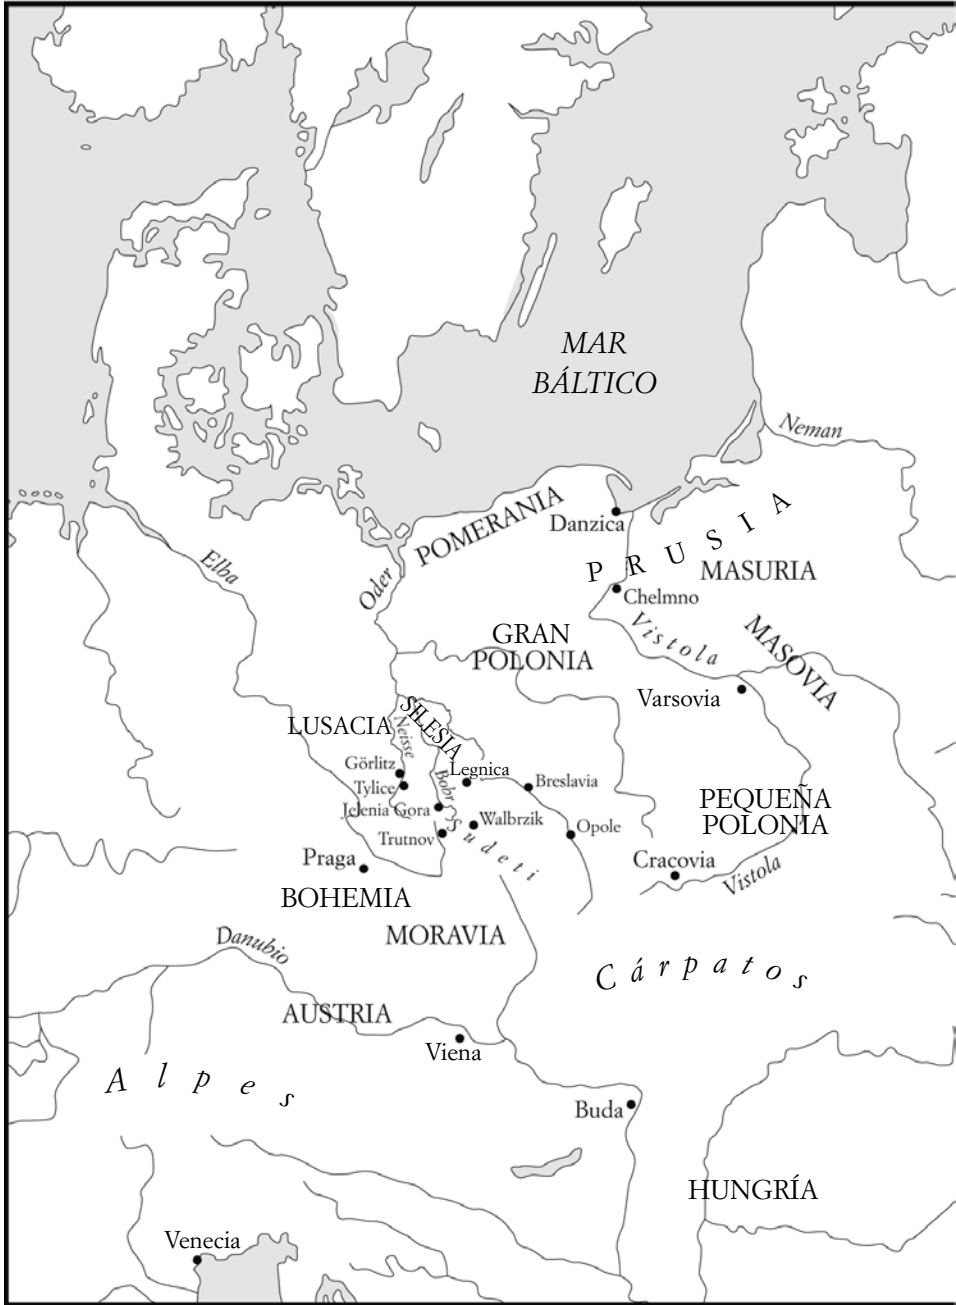 MAR
BÁLTICO
Neman
POMERANIA
Danzica
PRUSIA
MASURIA
Elba
Oder
Chelmno
Vistola
GRAN
POLONIA
MASOVIA
Varsovia
LUSACIA
Neisse
SILESIA
Görlitz
Tylice
Legnica
Bobr
Breslavia
Jelenia Gora
Walbrzik
Opole
Trutnov
Sudeti
PEQUEÑA
POLONIA
Praga
Cracovia
Vistola
BOHEMIA
MORAVIA
Danubio
Cárpatos
AUSTRIA
Viena
Alpes
Buda
HUNGRÍA
Venecia